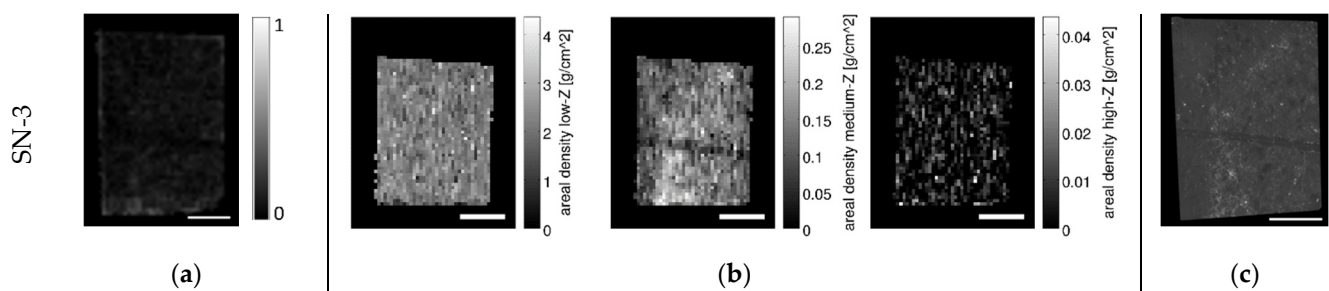 SN-3
1
0
(a)
4
3
2
1
0
areal density low-Z [g/cm^2]
0.25
0.2
0.15
0.1
0.05
0
areal density medium-Z [g/cm^2]
0.04
0.03
0.02
0.01
0
areal density high-Z [g/cm^2]
(b)
(c)